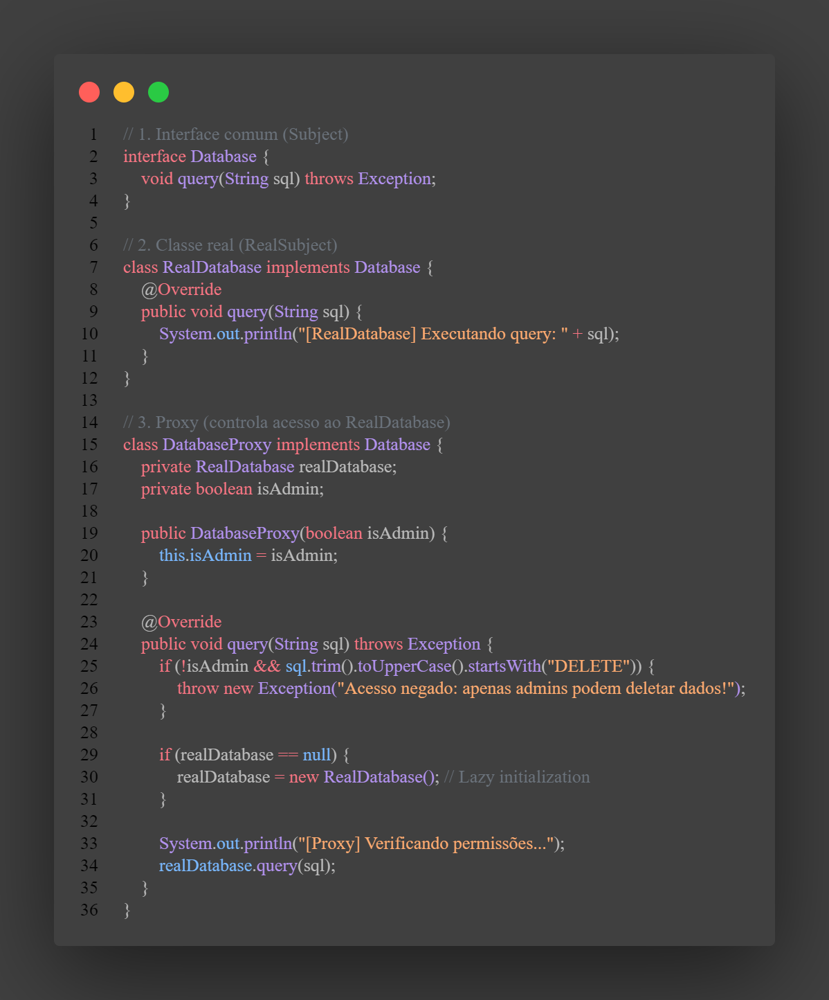 1 // 1. Interface comum (Subject)
2 interface Database {
3     void query(String sql) throws Exception;
4 }
5
6 // 2. Classe real (RealSubject)
7 class RealDatabase implements Database {
8     @Override
9     public void query(String sql) {
10         System.out.println("[RealDatabase] Executando query: " + sql);
11     }
12 }
13
14 // 3. Proxy (controla acesso ao RealDatabase)
15 class DatabaseProxy implements Database {
16     private RealDatabase realDatabase;
17     private boolean isAdmin;
18
19     public DatabaseProxy(boolean isAdmin) {
20         this.isAdmin = isAdmin;
21     }
22
23     @Override
24     public void query(String sql) throws Exception {
25         if (!isAdmin && sql.trim().toUpperCase().startsWith("DELETE")) {
26             throw new Exception("Acesso negado: apenas admins podem deletar dados!");
27         }
28
29         if (realDatabase == null) {
30             realDatabase = new RealDatabase(); // Lazy initialization
31         }
32
33         System.out.println("[Proxy] Verificando permissões...");
34         realDatabase.query(sql);
35     }
36 }